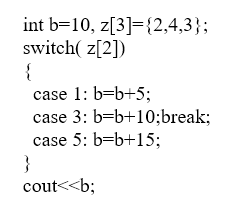 int b=10, z[3]={2,4,3};
switch( z[2])
{
case 1: b=b+5;
case 3: b=b+10;break;
case 5: b=b+15;
}
cout<<b;